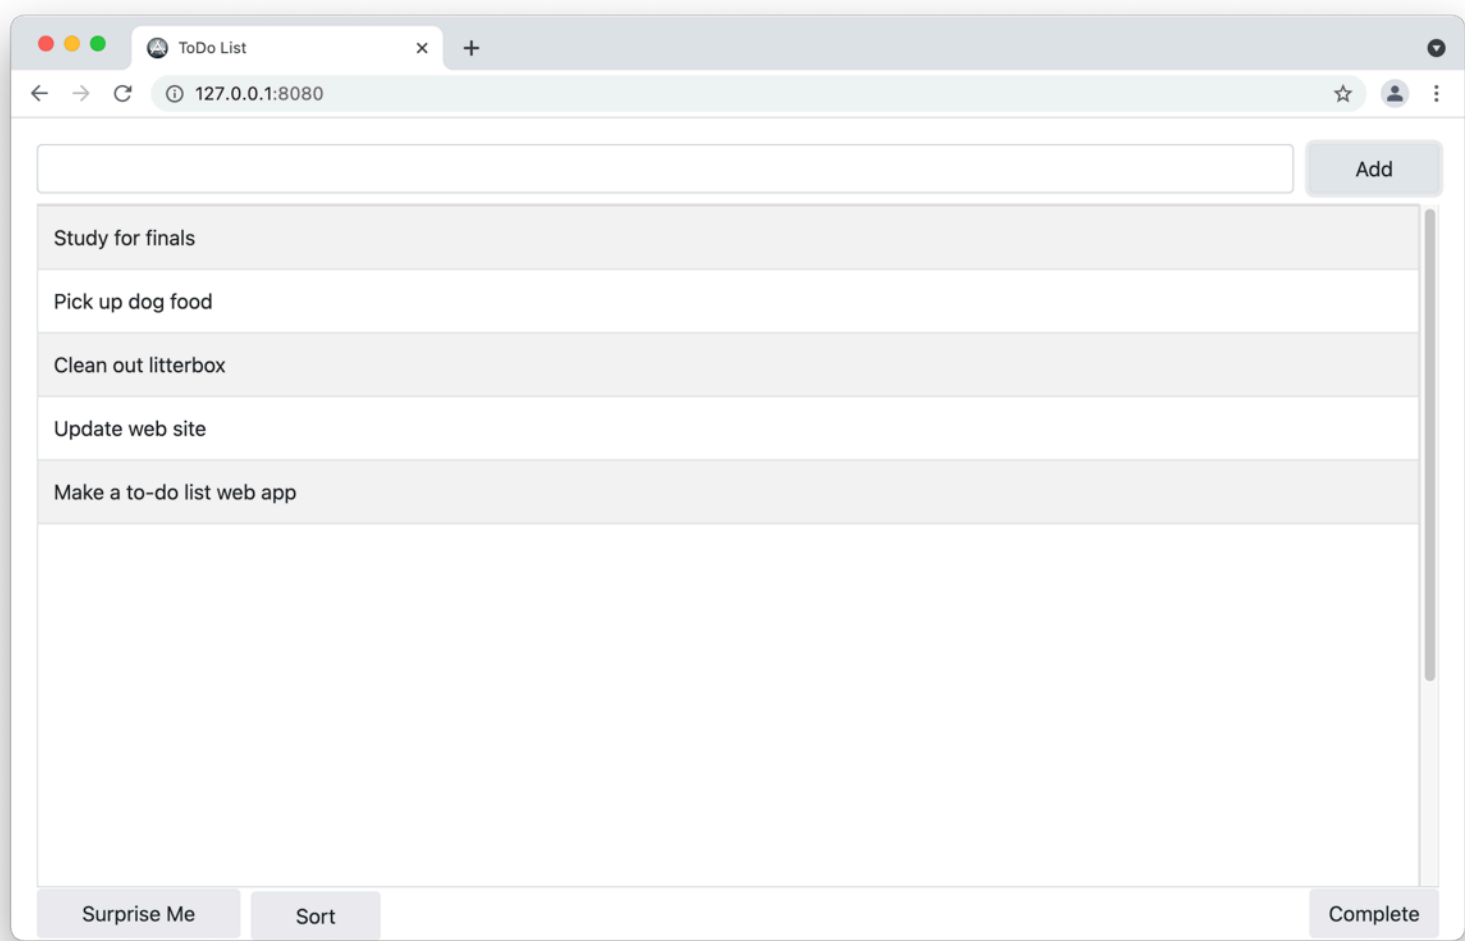 ToDo List
127.0.0.1:8080
Add
Study for finals
Pick up dog food
Clean out litterbox
Update web site
Make a to-do list web app
Surprise Me Sort Complete